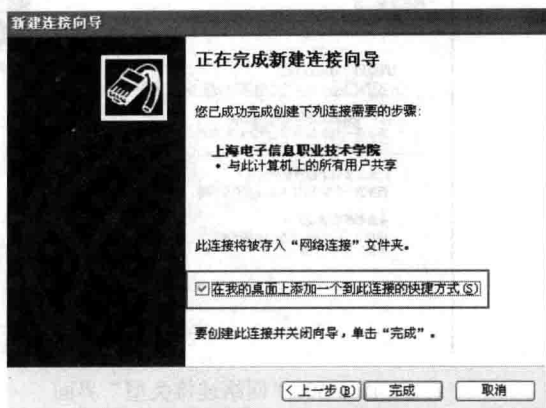 新建连接向导
正在完成新建连接向导
您已成功完成创建下列连接需要的步骤:
上海电子信息职业技术学院
• 与此计算机上的所有用户共享
此连接将被存入“网络连接”文件夹。
在我的桌面上添加一个到此连接的快捷方式(S)
要创建此连接并关闭向导，单击“完成”。
<上一步(B) 完成 取消